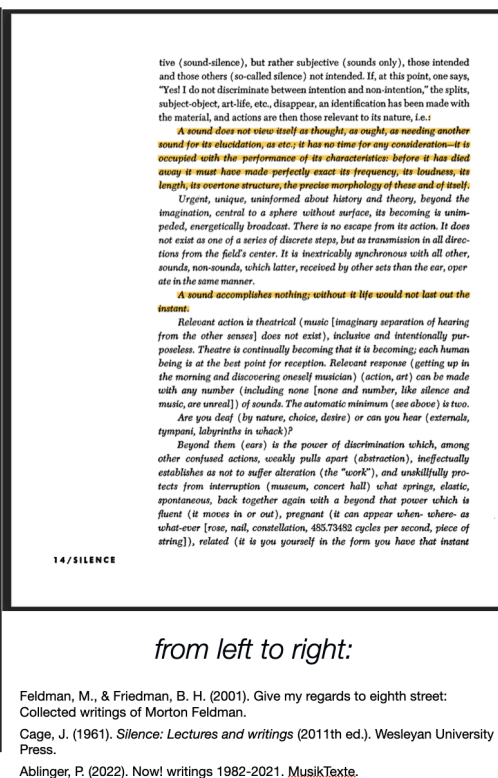 tive (sound-silence), but rather subjective (sounds only), those intended
and those others (so-called silence) not intended. If, at this point, one says,
"Yes! I do not discriminate between intention and non-intention," the splits,
subject-object, art-life, etc., disappear, an identification has been made with
the material, and actions are then those relevant to its nature, i.e.:
A sound does not view itself as thought, as ought, as needing another
sound for its elucidation, as etc.; it has no time for any consideration—it is
occupied with the performance of its characteristics: before it has died
away it must have made perfectly exact its frequency, its loudness, its
length, its overtone structure, the precise morphology of these and of itself.
Urgent, unique, uninformed about history and theory, beyond the
imagination, central to a sphere without surface, its becoming is unim-
peded, energetically broadcast. There is no escape from its action. It does
not exist as one of a series of discrete steps, but as transmission in all direc-
tions from the field's center. It is inextricably synchronous with all other,
sounds, non-sounds, which latter, received by other sets than the ear, oper
ate in the same manner.
A sound accomplishes nothing; without it life would not last out the
instant.
Relevant action is theatrical (music [imaginary separation of hearing
from the other senses] does not exist), inclusive and intentionally pur-
poseless. Theatre is continually becoming that it is becoming; each human
being is at the best point for reception. Relevant response (getting up in
the morning and discovering oneself musician) (action, art) can be made
with any number (including none [none and number, like silence and
music, are unreal]) of sounds. The automatic minimum (see above) is two.
Are you deaf (by nature, choice, desire) or can you hear (externals,
tympani, labyrinths in whack)?
Beyond them (ears) is the power of discrimination which, among
other confused actions, weakly pulls apart (abstraction), ineffectually
establishes as not to suffer alteration (the "work"), and unskillfully pro-
tects from interruption (museum, concert hall) what springs, elastic,
spontaneous, back together again with a beyond that power which is
fluent (it moves in or out), pregnant (it can appear when- where- as
what-ever [rose, nail, constellation, 485.73482 cycles per second, piece of
string]), related (it is you yourself in the form you have that instant
14/SILENCE
from left to right:
Feldman, M., & Friedman, B. H. (2001). Give my regards to eighth street:
Collected writings of Morton Feldman.
Cage, J. (1961). Silence: Lectures and writings (2011th ed.). Wesleyan University
Press.
Ablinger, P. (2022). Now! writings 1982-2021. MusikTexte.